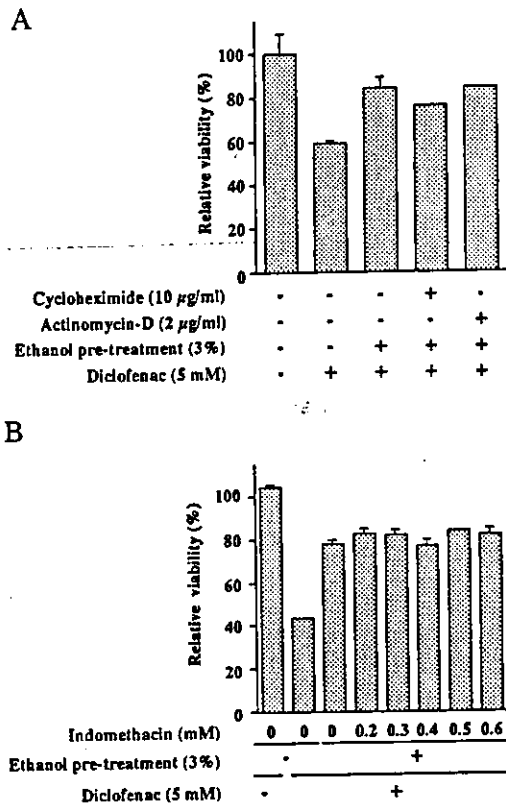 A
Relative viability (%)
100
80
60
40
20
0
Cycloheximide (10 µg/ml) - - - + -
Actinomycin-D (2 µg/ml) - - - - +
Ethanol pre-treatment (3%) - - + + +
Diclofenac (5 mM) - + + + +
B
Relative viability (%)
100
80
60
40
20
0
Indomethacin (mM) 0 0 0 0.2 0.3 0.4 0.5 0.6
Ethanol pre-treatment (3%) - +
Diclofenac (5 mM) - +